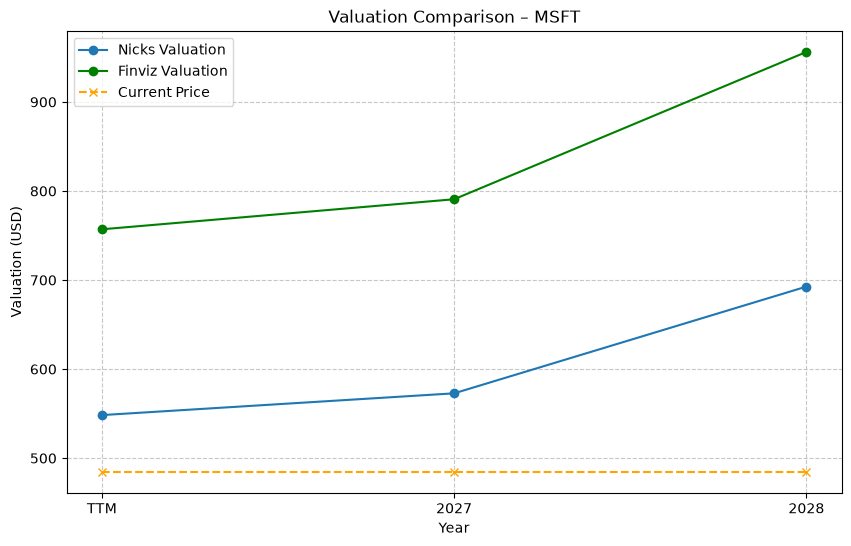 Valuation Comparison – MSFT
Nicks Valuation
Finviz Valuation
Current Price
Valuation (USD)
900
800
700
600
500
TTM
2027
2028
Year